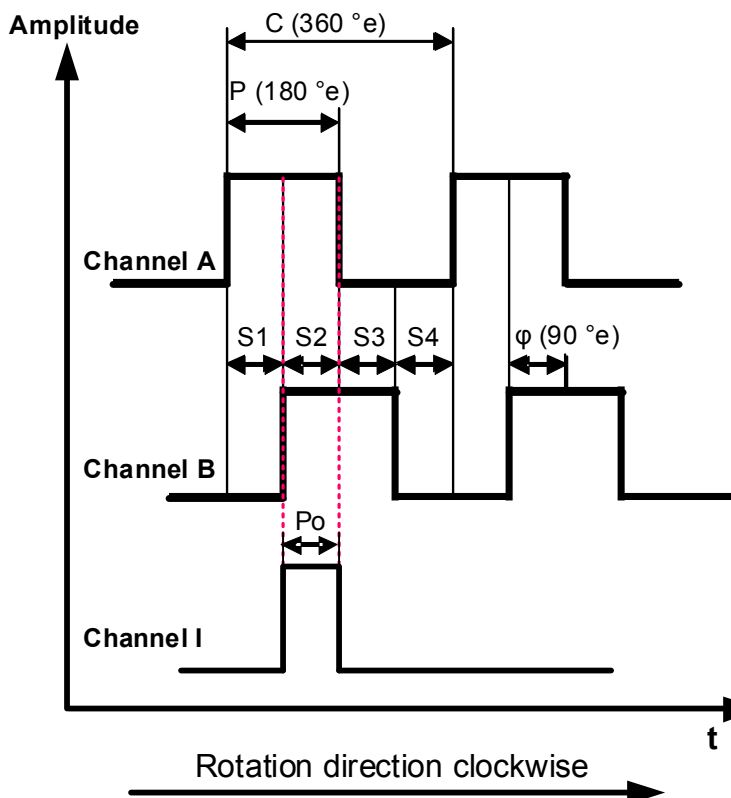 Amplitude
C (360 °e)
P (180 °e)
Channel A
S1 S2 S3 S4 φ (90 °e)
Channel B
Po
Channel I
t
Rotation direction clockwise